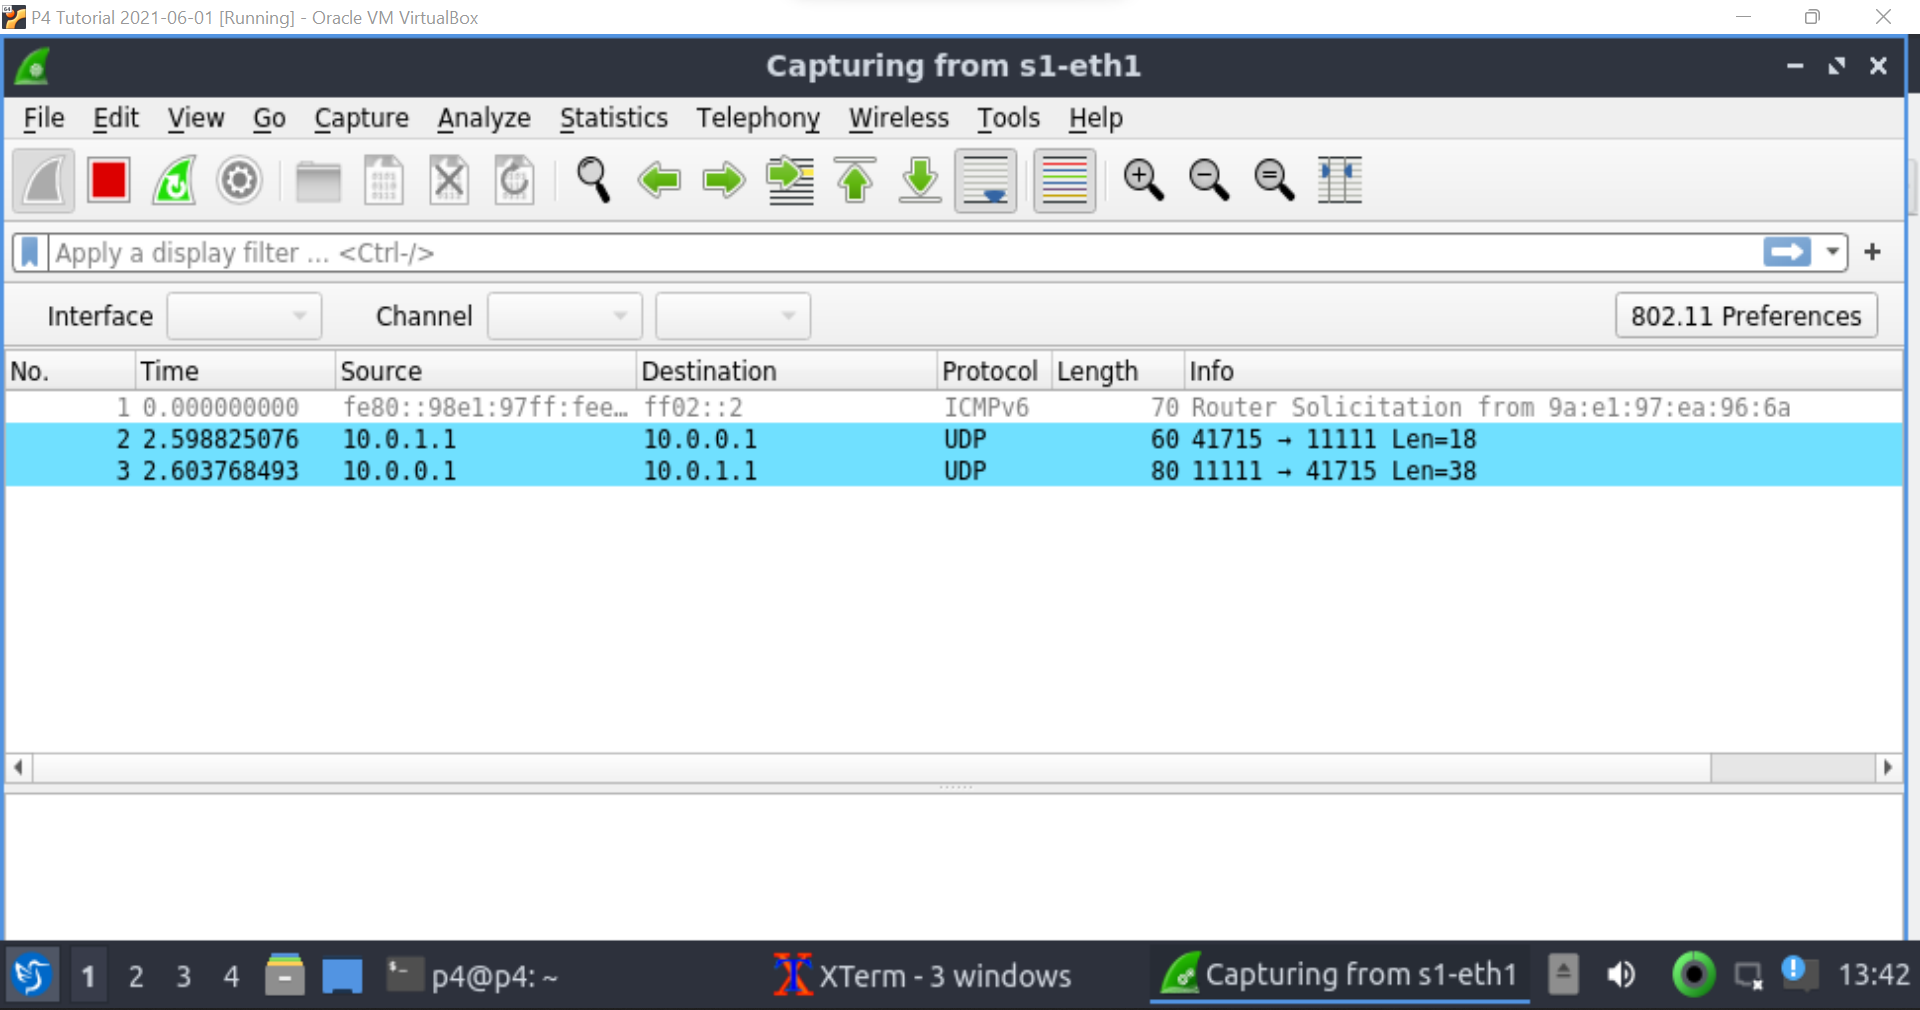 P4 Tutorial 2021-06-01 [Running] - Oracle VM VirtualBox
Capturing from s1-eth1
File Edit View Go Capture Analyze Statistics Telephony Wireless Tools Help
Apply a display filter ... <Ctrl-/>
Interface Channel 802.11 Preferences
No. Time Source Destination Protocol Length Info
1 0.000000000 fe80::98e1:97ff:fee… ff02::2 ICMPv6 70 Router Solicitation from 9a:e1:97:ea:96:6a
2 2.598825076 10.0.1.1 10.0.0.1 UDP 60 41715 → 11111 Len=18
3 2.603768493 10.0.0.1 10.0.1.1 UDP 80 11111 → 41715 Len=38
1 2 3 4 p4@p4: ~ XTerm - 3 windows Capturing from s1-eth1 13:42